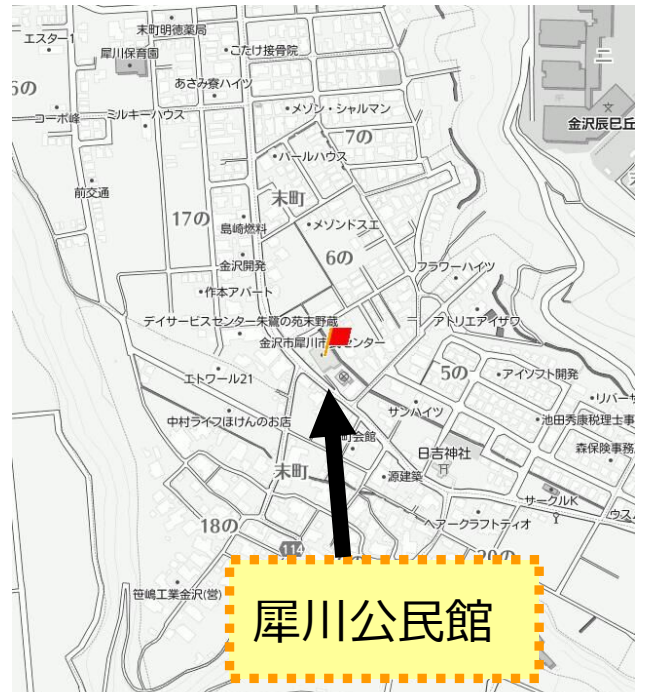 末町明徳薬局
エスター1
犀川保育園
こたけ接骨院
6の
あさみ寮ハイツ
コーポ峰
ミルキーハウス
メゾン・シャルマン
7の
金沢辰巳丘
パールハウス
前交通
末町
17の
島崎燃料
メゾンドスエ
6の
金沢開発
フラワーハイツ
作本アパート
デイサービスセンター朱鷺の苑末野蔵
アトリエアイザワ
金沢市犀川市
センター
エトワール21
5の
アイソフト開発
リバーサ
サンハイツ
中村ライフほけんのお店
池田秀康税理士事
町会館
日吉神社
森保険事務
末町
源建築
サークルK
ウス
18の
ヘアークラフトティオ
114
20の
笹嶋工業金沢(営)
犀川公民館